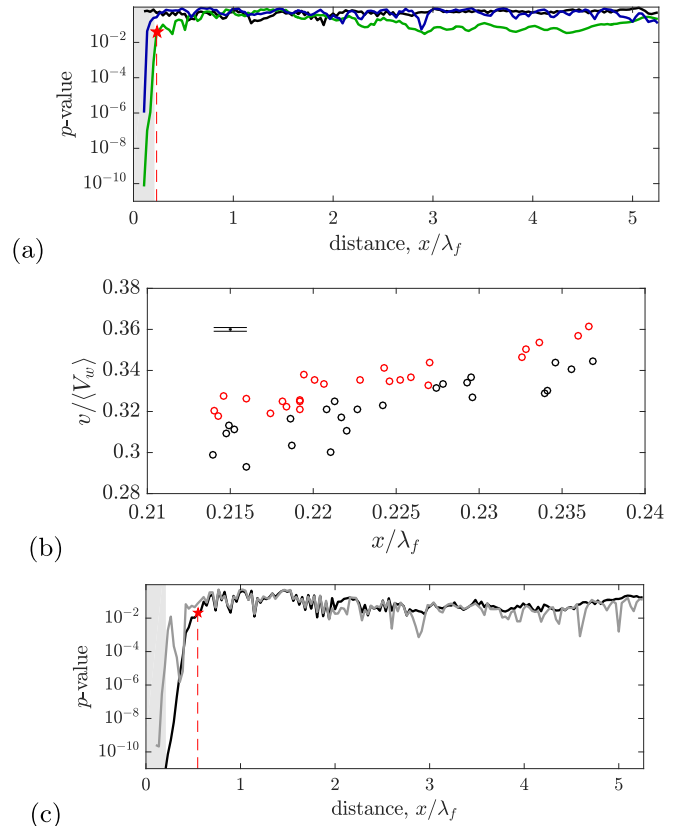 10^{-2}
10^{-4}
10^{-6}
10^{-8}
10^{-10}
p-value
0 1 2 3 4 5
distance, x/λ_f
(a)
0.38
0.36
0.34
0.32
0.3
0.28
v/⟨V_w⟩
0.21 0.215 0.22 0.225 0.23 0.235 0.24
x/λ_f
(b)
10^{-2}
10^{-4}
10^{-6}
10^{-8}
10^{-10}
p-value
0 1 2 3 4 5
distance, x/λ_f
(c)